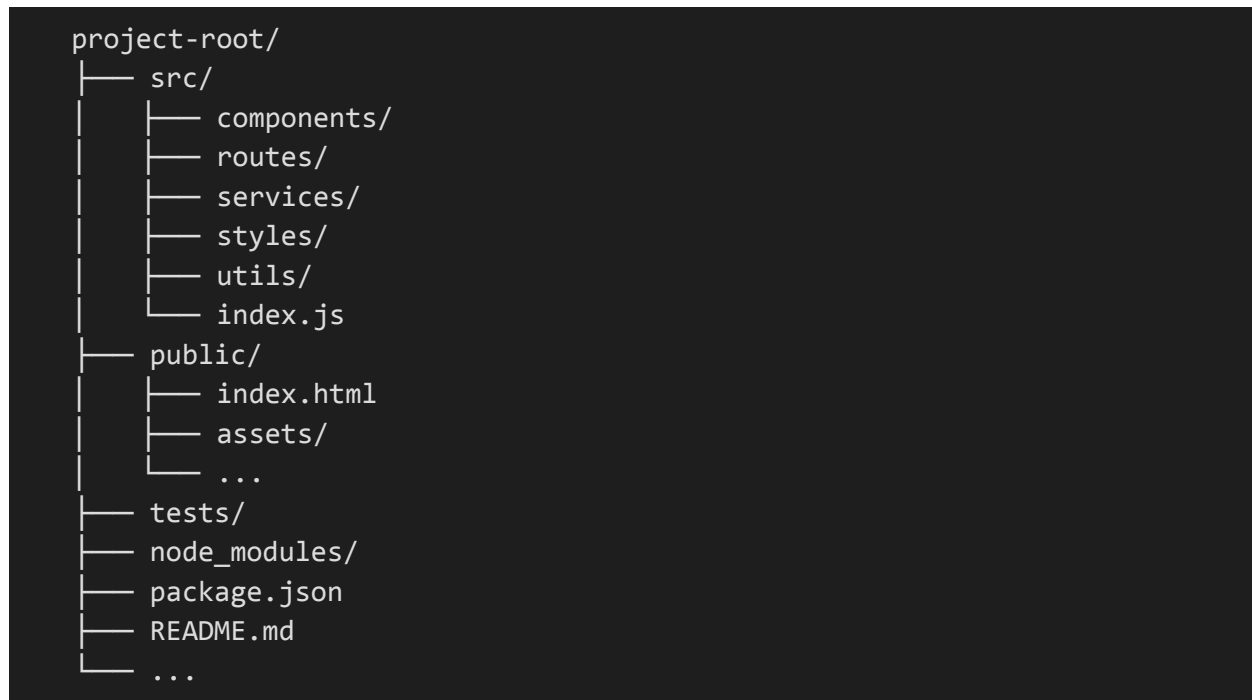 project-root/
├── src/
│   ├── components/
│   ├── routes/
│   ├── services/
│   ├── styles/
│   ├── utils/
│   └── index.js
├── public/
│   ├── index.html
│   ├── assets/
│   └── ...
├── tests/
├── node_modules/
├── package.json
├── README.md
└── ...